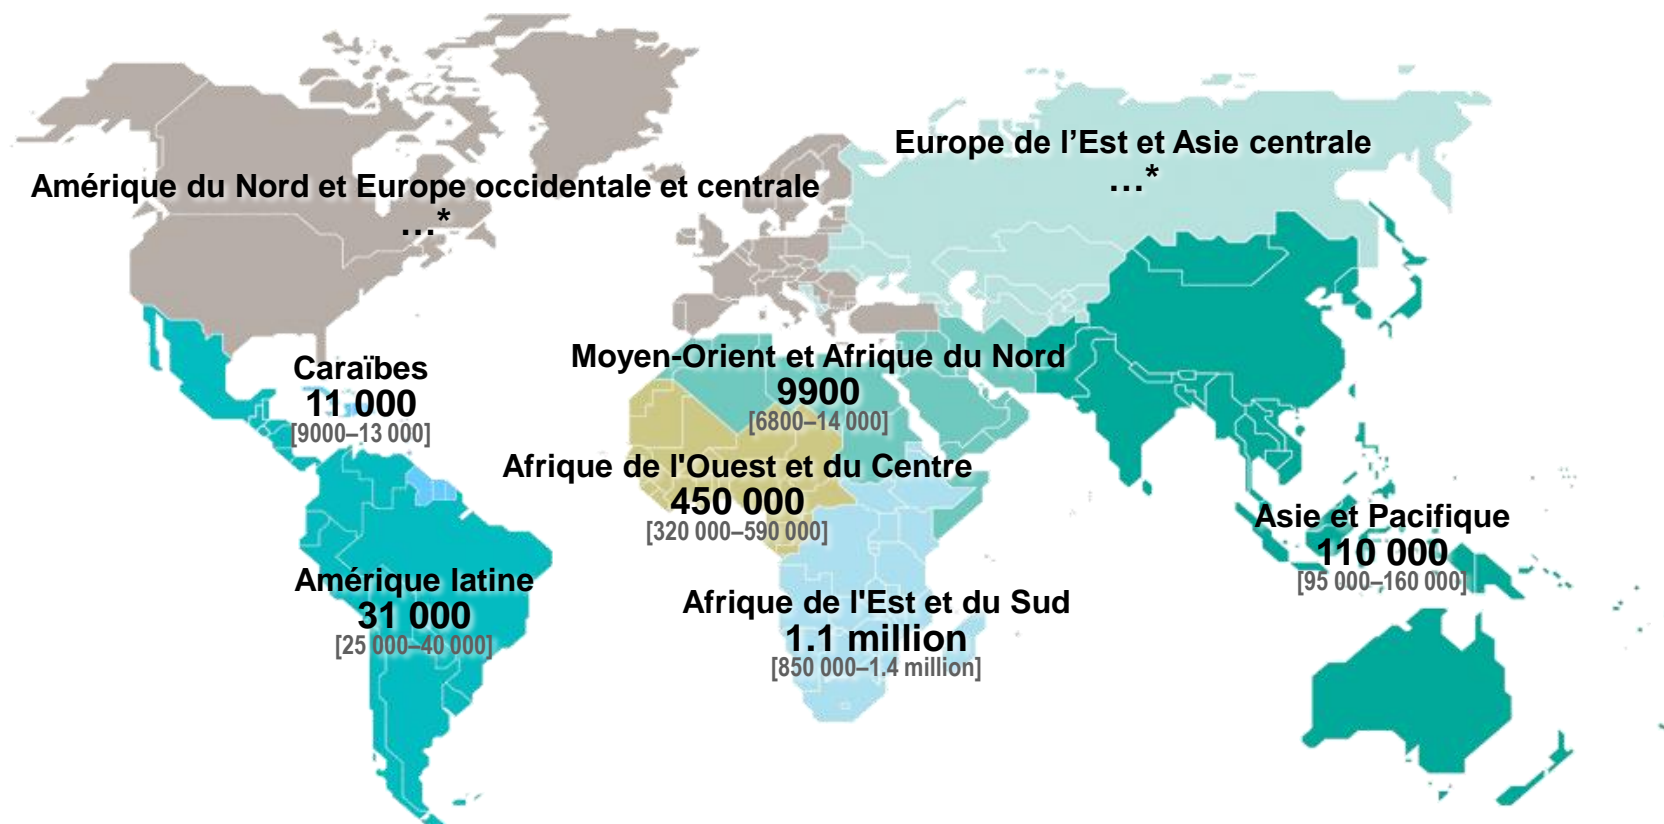 Europe de l’Est et Asie centrale
…*
Amérique du Nord et Europe occidentale et centrale
…*
Caraïbes
11 000
[9000–13 000]
Moyen-Orient et Afrique du Nord
9900
[6800–14 000]
Afrique de l'Ouest et du Centre
450 000
[320 000–590 000]
Asie et Pacifique
110 000
[95 000–160 000]
Amérique latine
31 000
[25 000–40 000]
Afrique de l'Est et du Sud
1.1 million
[850 000–1.4 million]